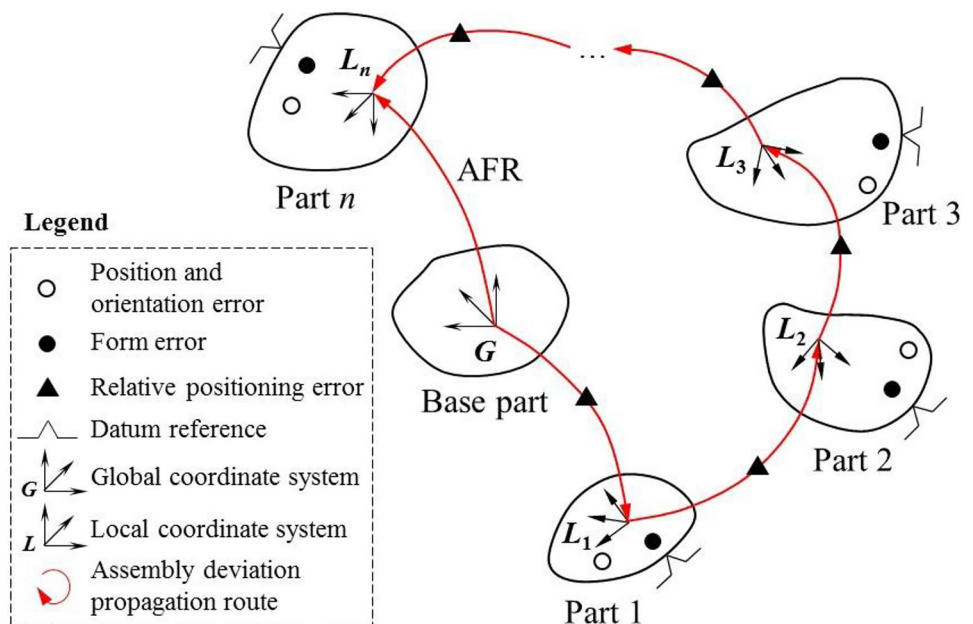 Lₙ
...
AFR
L₃
Part n
Part 3
G
L₂
Base part
Part 2
L₁
Part 1
Legend
Position and
orientation error
Form error
Relative positioning error
Datum reference
G
Global coordinate system
L
Local coordinate system
Assembly deviation
propagation route